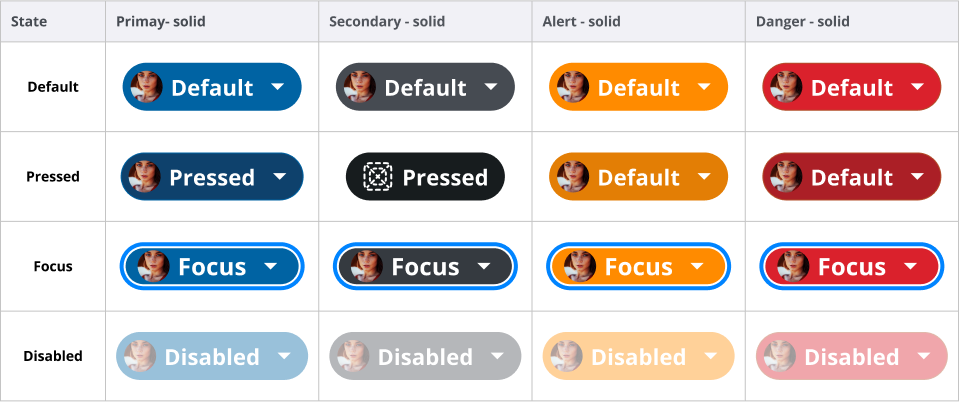 State Primay- solid Secondary - solid Alert - solid Danger - solid
Default Default Default Default Default
Pressed Pressed Pressed Default Default
Focus Focus Focus Focus Focus
Disabled Disabled Disabled Disabled Disabled